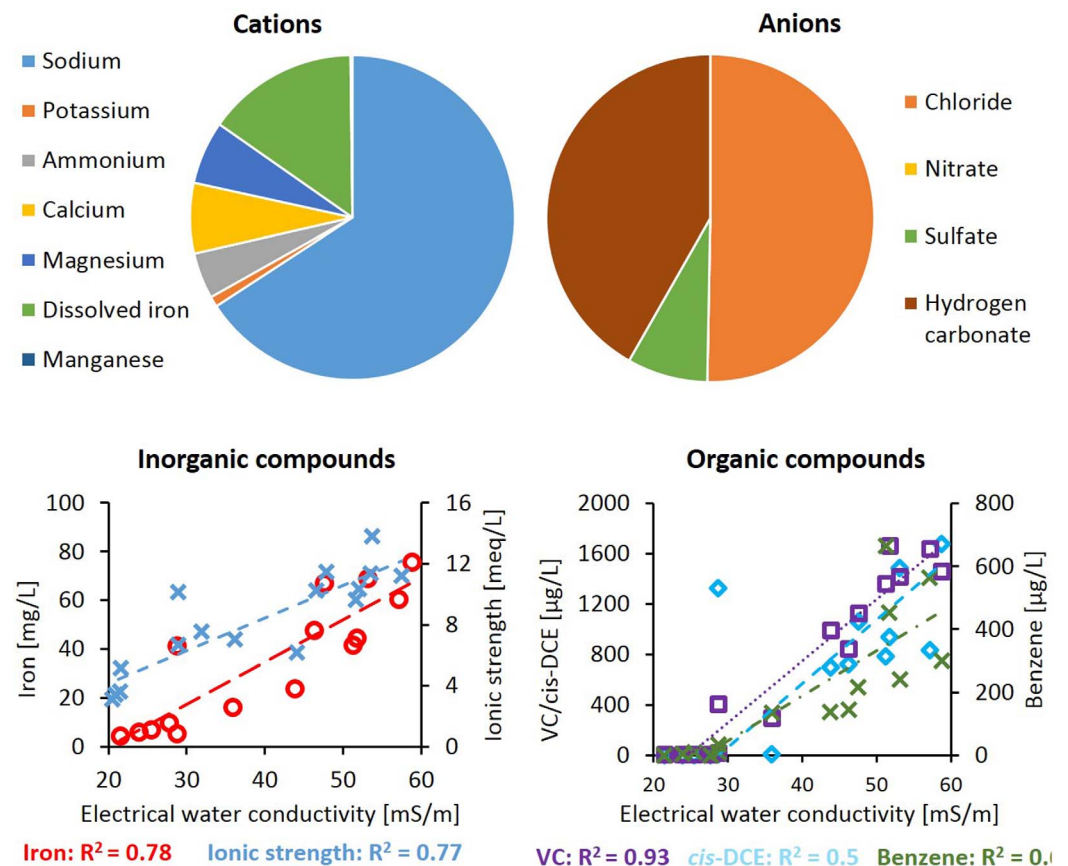 Cations
Sodium
Potassium
Ammonium
Calcium
Magnesium
Dissolved iron
Manganese
Anions
Chloride
Nitrate
Sulfate
Hydrogen
carbonate
Inorganic compounds
Iron [mg/L]
100
80
60
40
20
0
16
12
8
4
0
Ionic strength [meq/L]
20 30 40 50 60
Electrical water conductivity [mS/m]
Iron: R² = 0.78 Ionic strength: R² = 0.77
Organic compounds
VC/cis-DCE [µg/L]
2000
1600
1200
800
400
0
800
600
400
200
0
Benzene [µg/L]
20 30 40 50 60
Electrical water conductivity [mS/m]
VC: R² = 0.93 cis-DCE: R² = 0.5 Benzene: R² = 0.